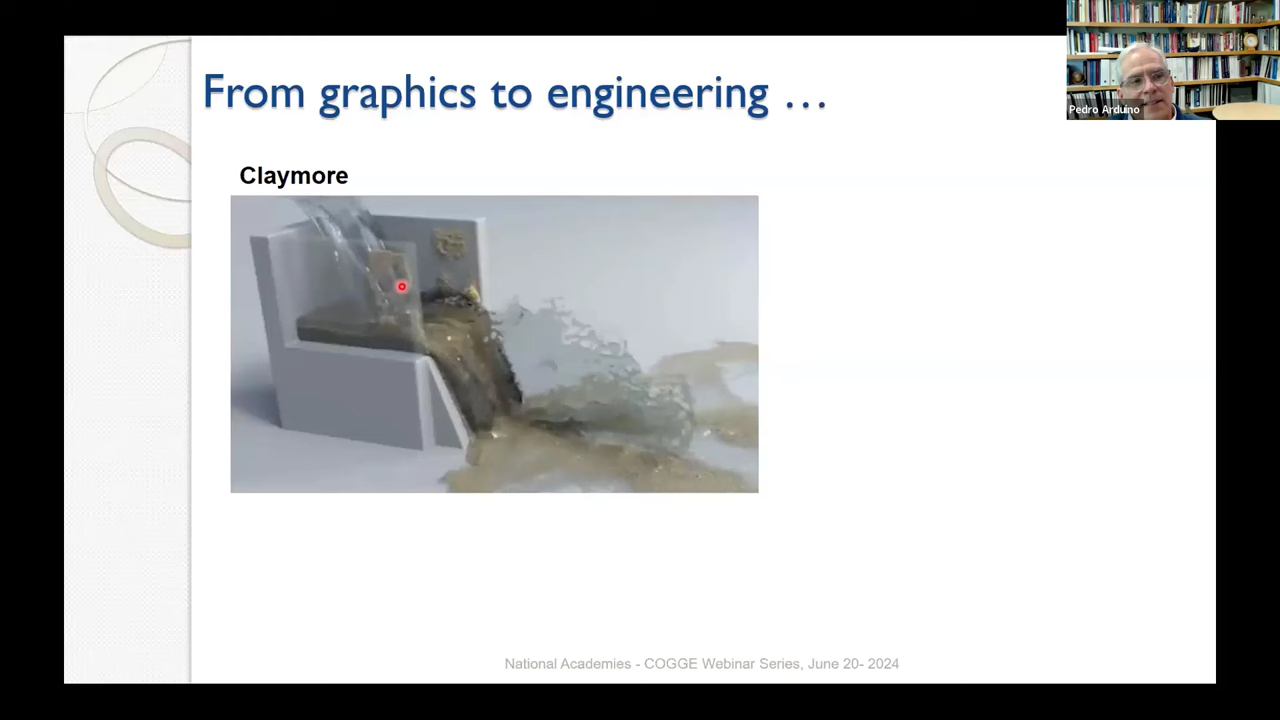 From graphics to engineering ...
Pedro Arduino
Claymore
National Academies - COGGE Webinar Series, June 20- 2024